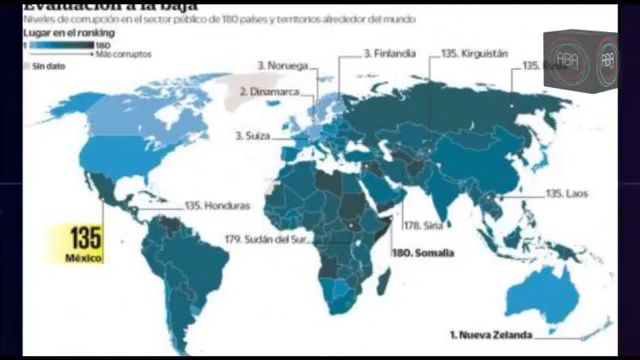 Evaluación a la baja
Niveles de corrupción en el sector público de 180 países y territorios alrededor del mundo
Lugar en el ranking
1 180
Más corruptos
Sin dato
3. Noruega
3. Finlandia
135. Kirguistán
135.
2. Dinamarca
3. Suiza
135. Honduras
135. Laos
135
México
179. Sudán del Sur
178. Siria
180. Somalia
1. Nueva Zelanda
ABA
ABA